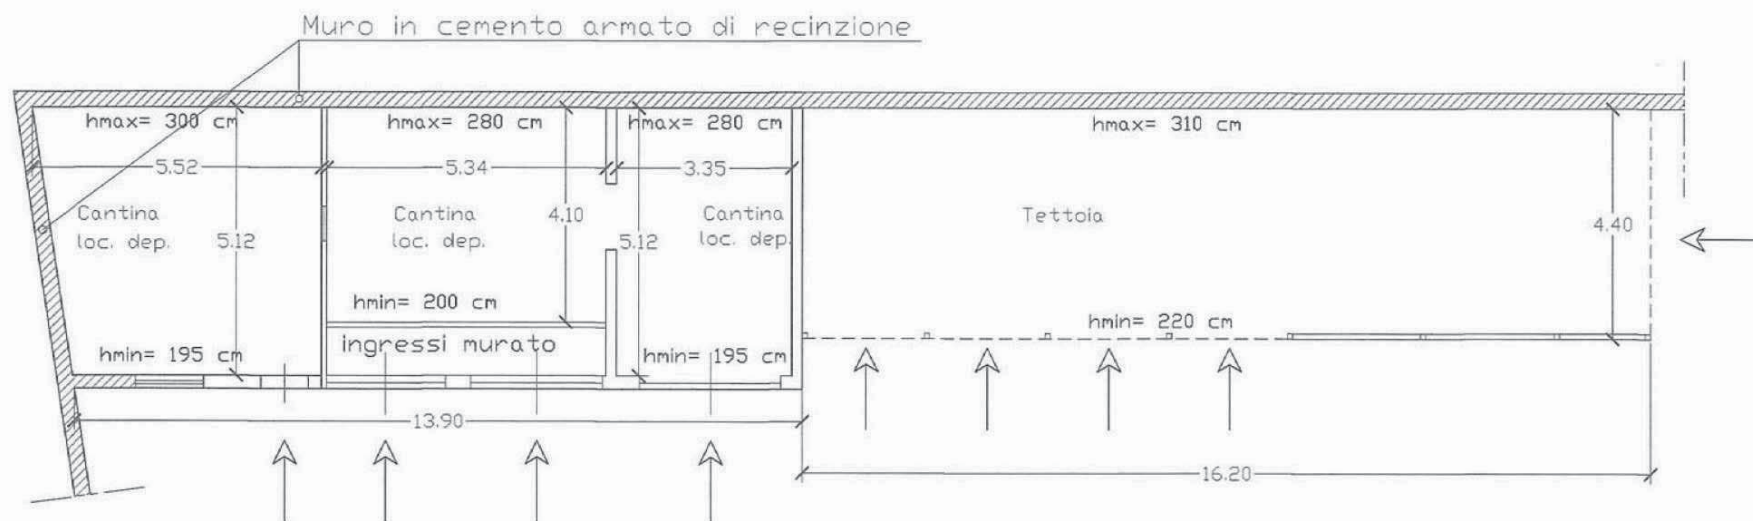 Muro in cemento armato di recinzione
hmax= 300 cm
hmax= 280 cm
hmax= 280 cm
hmax= 310 cm
5.52
5.34
3.35
Cantina
loc. dep.
5.12
Cantina
loc. dep.
4.10
5.12
Cantina
loc. dep.
Tettoia
4.40
hmin= 200 cm
hmin= 220 cm
ingressi murato
hmin= 195 cm
hmin= 195 cm
13.90
16.20